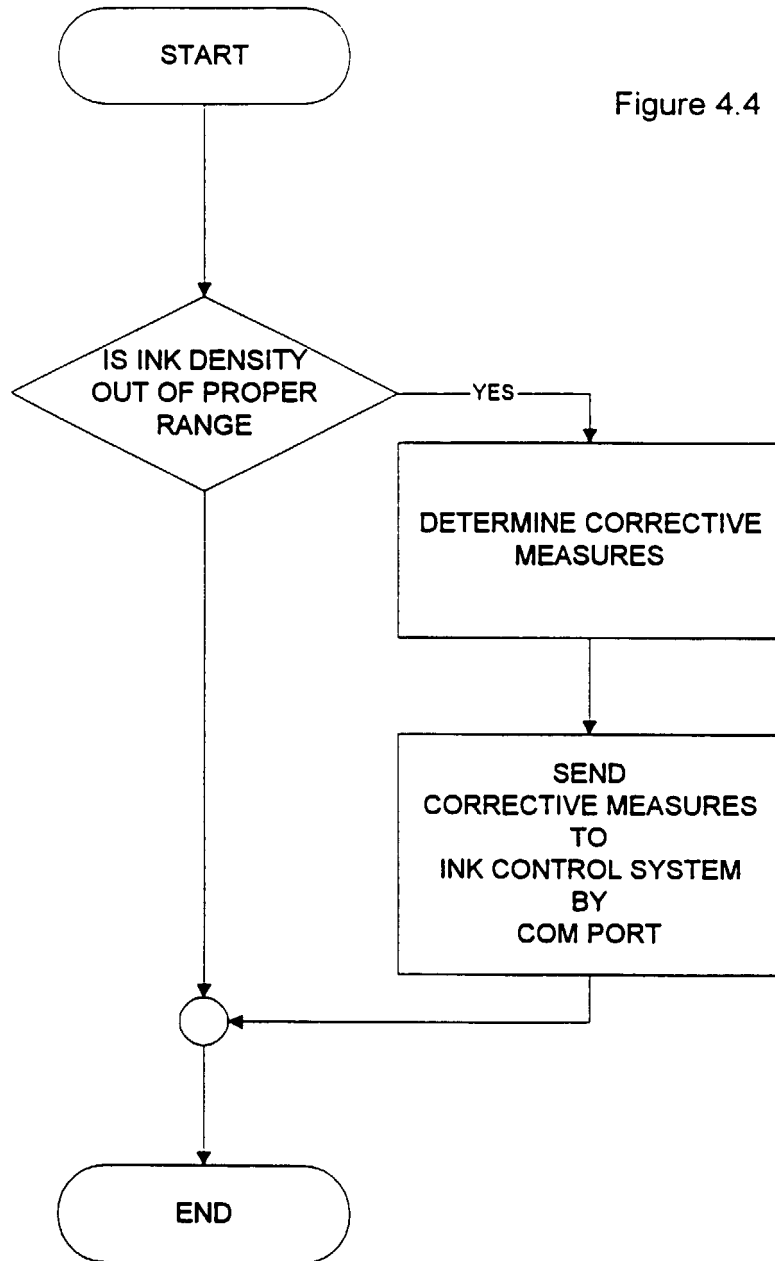 START
Figure 4.4
IS INK DENSITY
OUT OF PROPER
RANGE
YES
DETERMINE CORRECTIVE
MEASURES
SEND
CORRECTIVE MEASURES
TO
INK CONTROL SYSTEM
BY
COM PORT
END